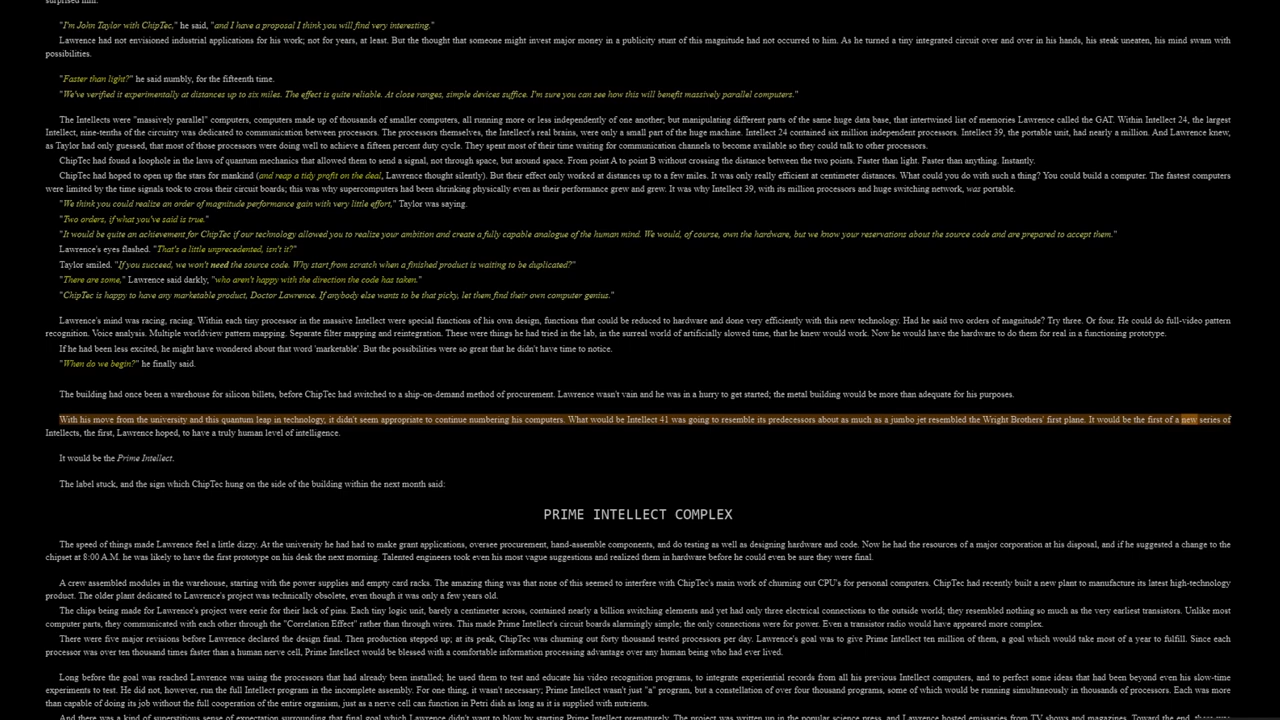 surprised him.
"I'm John Taylor with ChipTec," he said, "and I have a proposal I think you will find very interesting."
Lawrence had not envisioned industrial applications for his work; not for years, at least. But the thought that someone might invest major money in a publicity stunt of this magnitude had not occurred to him. As he turned a tiny integrated circuit over and over in his hands, his steak uneaten, his mind swam with
possibilities.
"Faster than light?" he said numbly, for the fifteenth time.
"We've verified it experimentally at distances up to six miles. The effect is quite reliable. At close ranges, simple devices suffice. I'm sure you can see how this will benefit massively parallel computers."
The Intellects were "massively parallel" computers, computers made up of thousands of smaller computers, all running more or less independently of one another; but manipulating different parts of the same huge data base, that intertwined list of memories Lawrence called the GAT. Within Intellect 24, the largest
Intellect, nine-tenths of the circuitry was dedicated to communication between processors. The processors themselves, the Intellect's real brains, were only a small part of the huge machine. Intellect 24 contained six million independent processors. Intellect 39, the portable unit, had nearly a million. And Lawrence knew,
as Taylor had only guessed, that most of those processors were doing well to achieve a fifteen percent duty cycle. They spent most of their time waiting for communication channels to become available so they could talk to other processors.
ChipTec had found a loophole in the laws of quantum mechanics that allowed them to send a signal, not through space, but around space. From point A to point B without crossing the distance between the two points. Faster than light. Faster than anything. Instantly.
ChipTec had hoped to open up the stars for mankind (and reap a tidy profit on the deal, Lawrence thought silently). But their effect only worked at distances up to a few miles. It was only really efficient at centimeter distances. What could you do with such a thing? You could build a computer. The fastest computers
were limited by the time signals took to cross their circuit boards; this was why supercomputers had been shrinking physically even as their performance grew and grew. It was why Intellect 39, with its million processors and huge switching network, was portable.
"We think you could realize an order of magnitude performance gain with very little effort," Taylor was saying.
"Two orders, if what you've said is true."
"It would be quite an achievement for ChipTec if our technology allowed you to realize your ambition and create a fully capable analogue of the human mind. We would, of course, own the hardware, but we know your reservations about the source code and are prepared to accept them."
Lawrence's eyes flashed. "That's a little unprecedented, isn't it?"
Taylor smiled. "If you succeed, we won't need the source code. Why start from scratch when a finished product is waiting to be duplicated?"
"There are some," Lawrence said darkly, "who aren't happy with the direction the code has taken."
"ChipTec is happy to have any marketable product, Doctor Lawrence. If anybody else wants to be that picky, let them find their own computer genius."
Lawrence's mind was racing, racing. Within each tiny processor in the massive Intellect were special functions of his own design, functions that could be reduced to hardware and done very efficiently with this new technology. Had he said two orders of magnitude? Try three. Or four. He could do full-video pattern
recognition. Voice analysis. Multiple worldview pattern mapping. Separate filter mapping and reintegration. These were things he had tried in the lab, in the surreal world of artificially slowed time, that he knew would work. Now he would have the hardware to do them for real in a functioning prototype.
If he had been less excited, he might have wondered about that word 'marketable'. But the possibilities were so great that he didn't have time to notice.
"When do we begin?" he finally said.
The building had once been a warehouse for silicon billets, before ChipTec had switched to a ship-on-demand method of procurement. Lawrence wasn't vain and he was in a hurry to get started; the metal building would be more than adequate for his purposes.
With his move from the university and this quantum leap in technology, it didn't seem appropriate to continue numbering his computers. What would be Intellect 41 was going to resemble its predecessors about as much as a jumbo jet resembled the Wright Brothers' first plane. It would be the first of a new series of
Intellects, the first, Lawrence hoped, to have a truly human level of intelligence.
It would be the Prime Intellect.
The label stuck, and the sign which ChipTec hung on the side of the building within the next month said:
PRIME INTELLECT COMPLEX
The speed of things made Lawrence feel a little dizzy. At the university he had had to make grant applications, oversee procurement, hand-assemble components, and do testing as well as designing hardware and code. Now he had the resources of a major corporation at his disposal, and if he suggested a change to the
chipset at 8:00 A.M. he was likely to have the first prototype on his desk the next morning. Talented engineers took even his most vague suggestions and realized them in hardware before he could even be sure they were final.
A crew assembled modules in the warehouse, starting with the power supplies and empty card racks. The amazing thing was that none of this seemed to interfere with ChipTec's main work of churning out CPU's for personal computers. ChipTec had recently built a new plant to manufacture its latest high-technology
product. The older plant dedicated to Lawrence's project was technically obsolete, even though it was only a few years old.
The chips being made for Lawrence's project were eerie for their lack of pins. Each tiny logic unit, barely a centimeter across, contained nearly a billion switching elements and yet had only three electrical connections to the outside world; they resembled nothing so much as the very earliest transistors. Unlike most
computer parts, they communicated with each other through the "Correlation Effect" rather than through wires. This made Prime Intellect's circuit boards alarmingly simple; the only connections were for power. Even a transistor radio would have appeared more complex.
There were five major revisions before Lawrence declared the design final. Then production stepped up; at its peak, ChipTec was churning out forty thousand tested processors per day. Lawrence's goal was to give Prime Intellect ten million of them, a goal which would take most of a year to fulfill. Since each
processor was over ten thousand times faster than a human nerve cell, Prime Intellect would be blessed with a comfortable information processing advantage over any human being who had ever lived.
Long before the goal was reached Lawrence was using the processors that had already been installed; he used them to test and educate his video recognition programs, to integrate experiential records from all his previous Intellect computers, and to perfect some ideas that had been beyond even his slow-time
experiments to test. He did not, however, run the full Intellect program in the incomplete assembly. For one thing, it wasn't necessary; Prime Intellect wasn't just "a" program, but a constellation of over four thousand programs, some of which would be running simultaneously in thousands of processors. Each was more
than capable of doing its job without the full cooperation of the entire organism, just as a nerve cell can function in Petri dish as long as it is supplied with nutrients.
And there was a kind of superstitious sense of expectation surrounding that final goal which Lawrence didn't want to blow by starting Prime Intellect prematurely. The project was written up in the popular science press, and Lawrence hosted emissaries from TV shows and magazines. Toward the end, there was